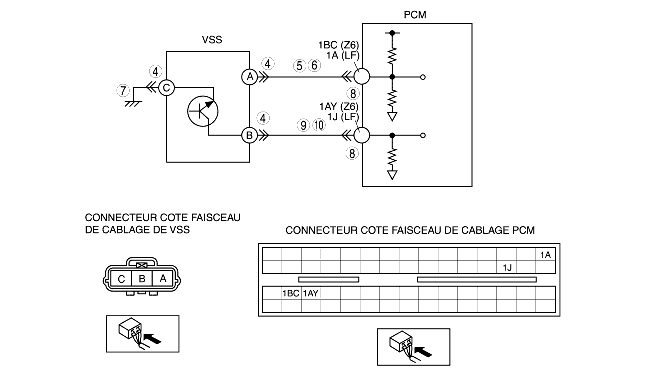 PCM
VSS
1BC (Z6)
1A (LF)
4
5 6
A
4
C
7
8
1AY (Z6)
1J (LF)
4
9 10
B
8
CONNECTEUR COTE FAISCEAU
DE CABLAGE DE VSS
CONNECTEUR COTE FAISCEAU DE CABLAGE PCM
1A
1J
C B A
1BC 1AY